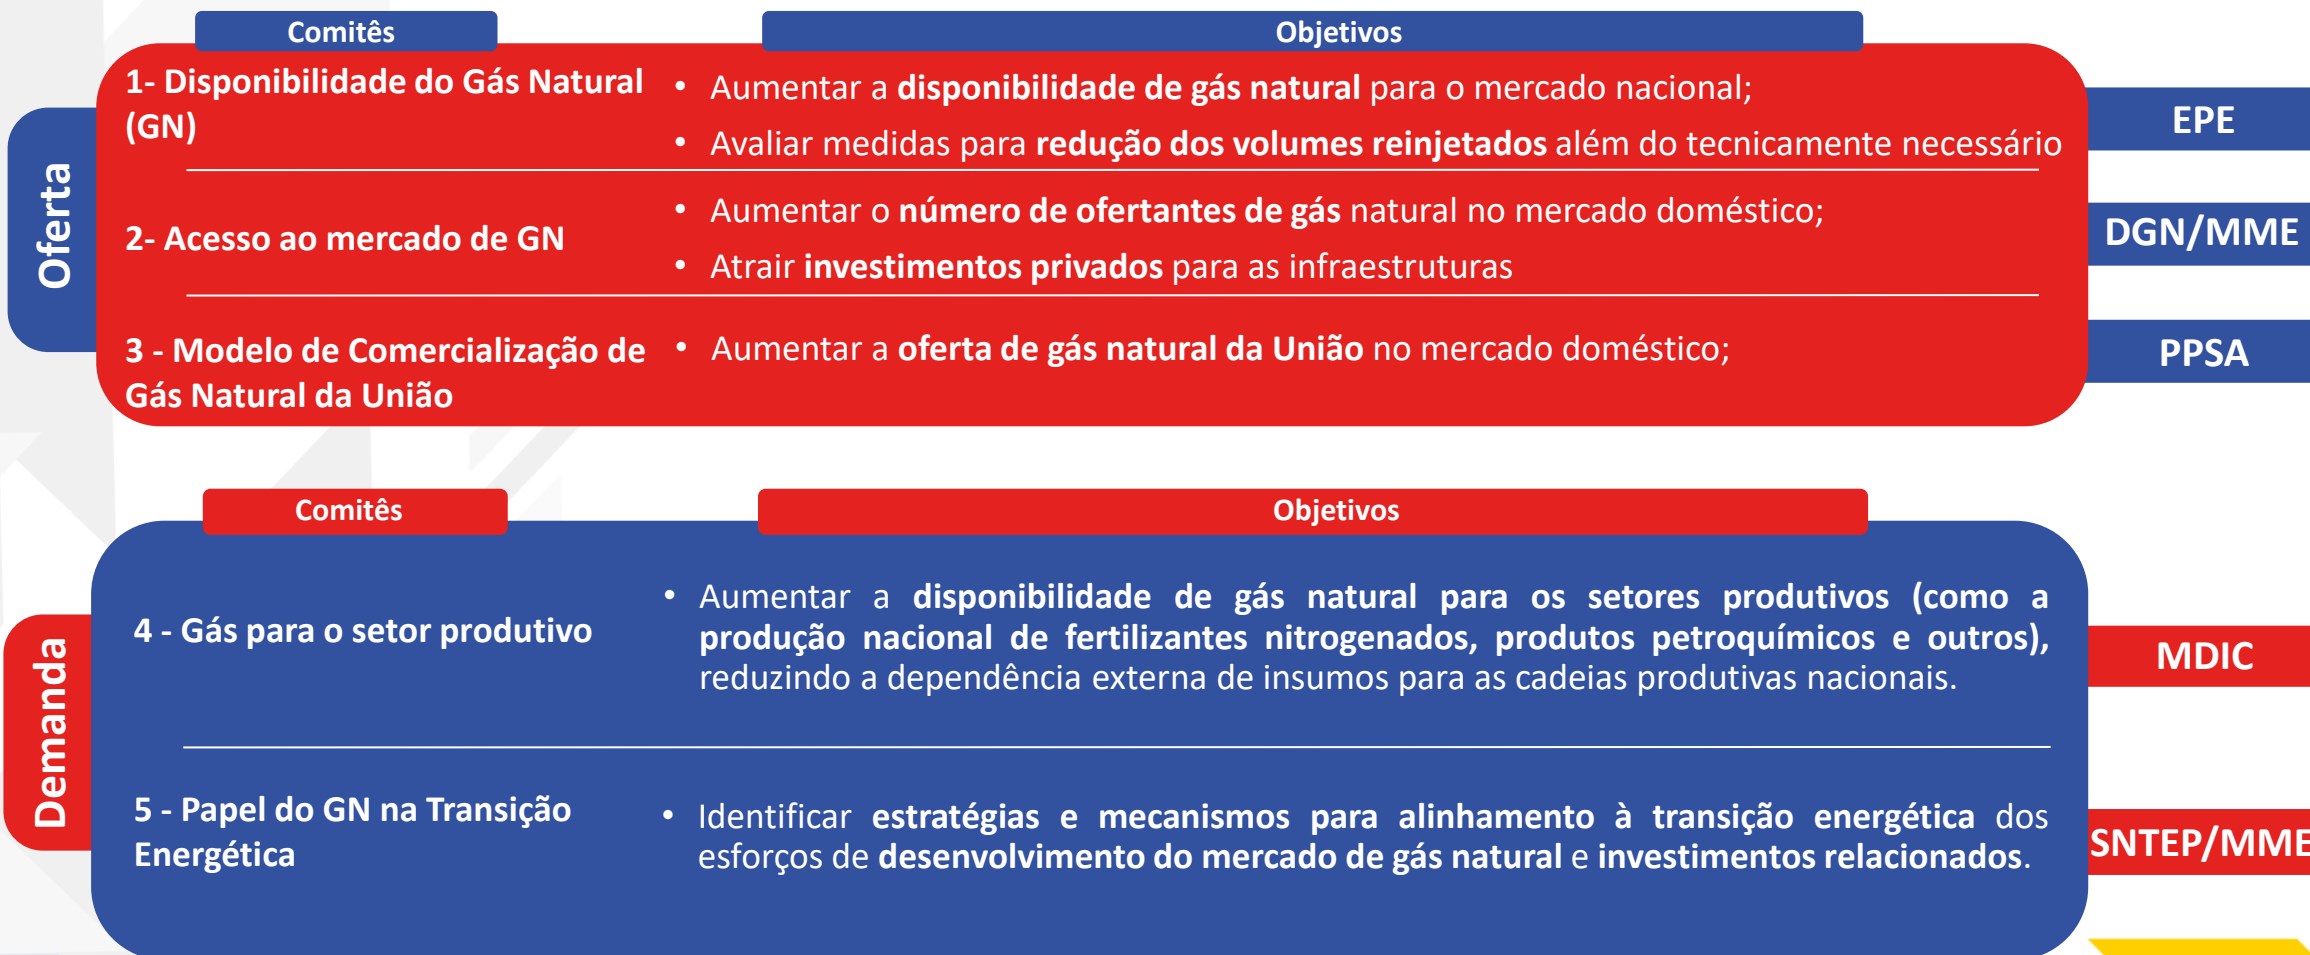 Comitês
Objetivos
Oferta
1- Disponibilidade do Gás Natural
(GN)
• Aumentar a disponibilidade de gás natural para o mercado nacional;
• Avaliar medidas para redução dos volumes reinjetados além do tecnicamente necessário
EPE
2- Acesso ao mercado de GN
• Aumentar o número de ofertantes de gás natural no mercado doméstico;
• Atrair investimentos privados para as infraestruturas
DGN/MME
3 - Modelo de Comercialização de
Gás Natural da União
• Aumentar a oferta de gás natural da União no mercado doméstico;
PPSA
Comitês
Objetivos
Demanda
4 - Gás para o setor produtivo
• Aumentar a disponibilidade de gás natural para os setores produtivos (como a
produção nacional de fertilizantes nitrogenados, produtos petroquímicos e outros),
reduzindo a dependência externa de insumos para as cadeias produtivas nacionais.
MDIC
5 - Papel do GN na Transição
Energética
• Identificar estratégias e mecanismos para alinhamento à transição energética dos
esforços de desenvolvimento do mercado de gás natural e investimentos relacionados.
SNTEP/MME